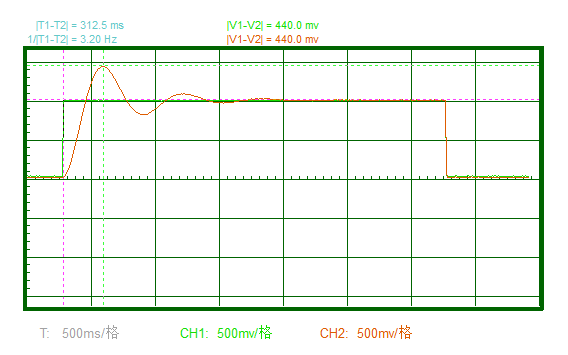 |T1-T2| = 312.5 ms |V1-V2| = 440.0 mv
1/|T1-T2| = 3.20 Hz |V1-V2| = 440.0 mv
T: 500ms/格 CH1: 500mv/格 CH2: 500mv/格